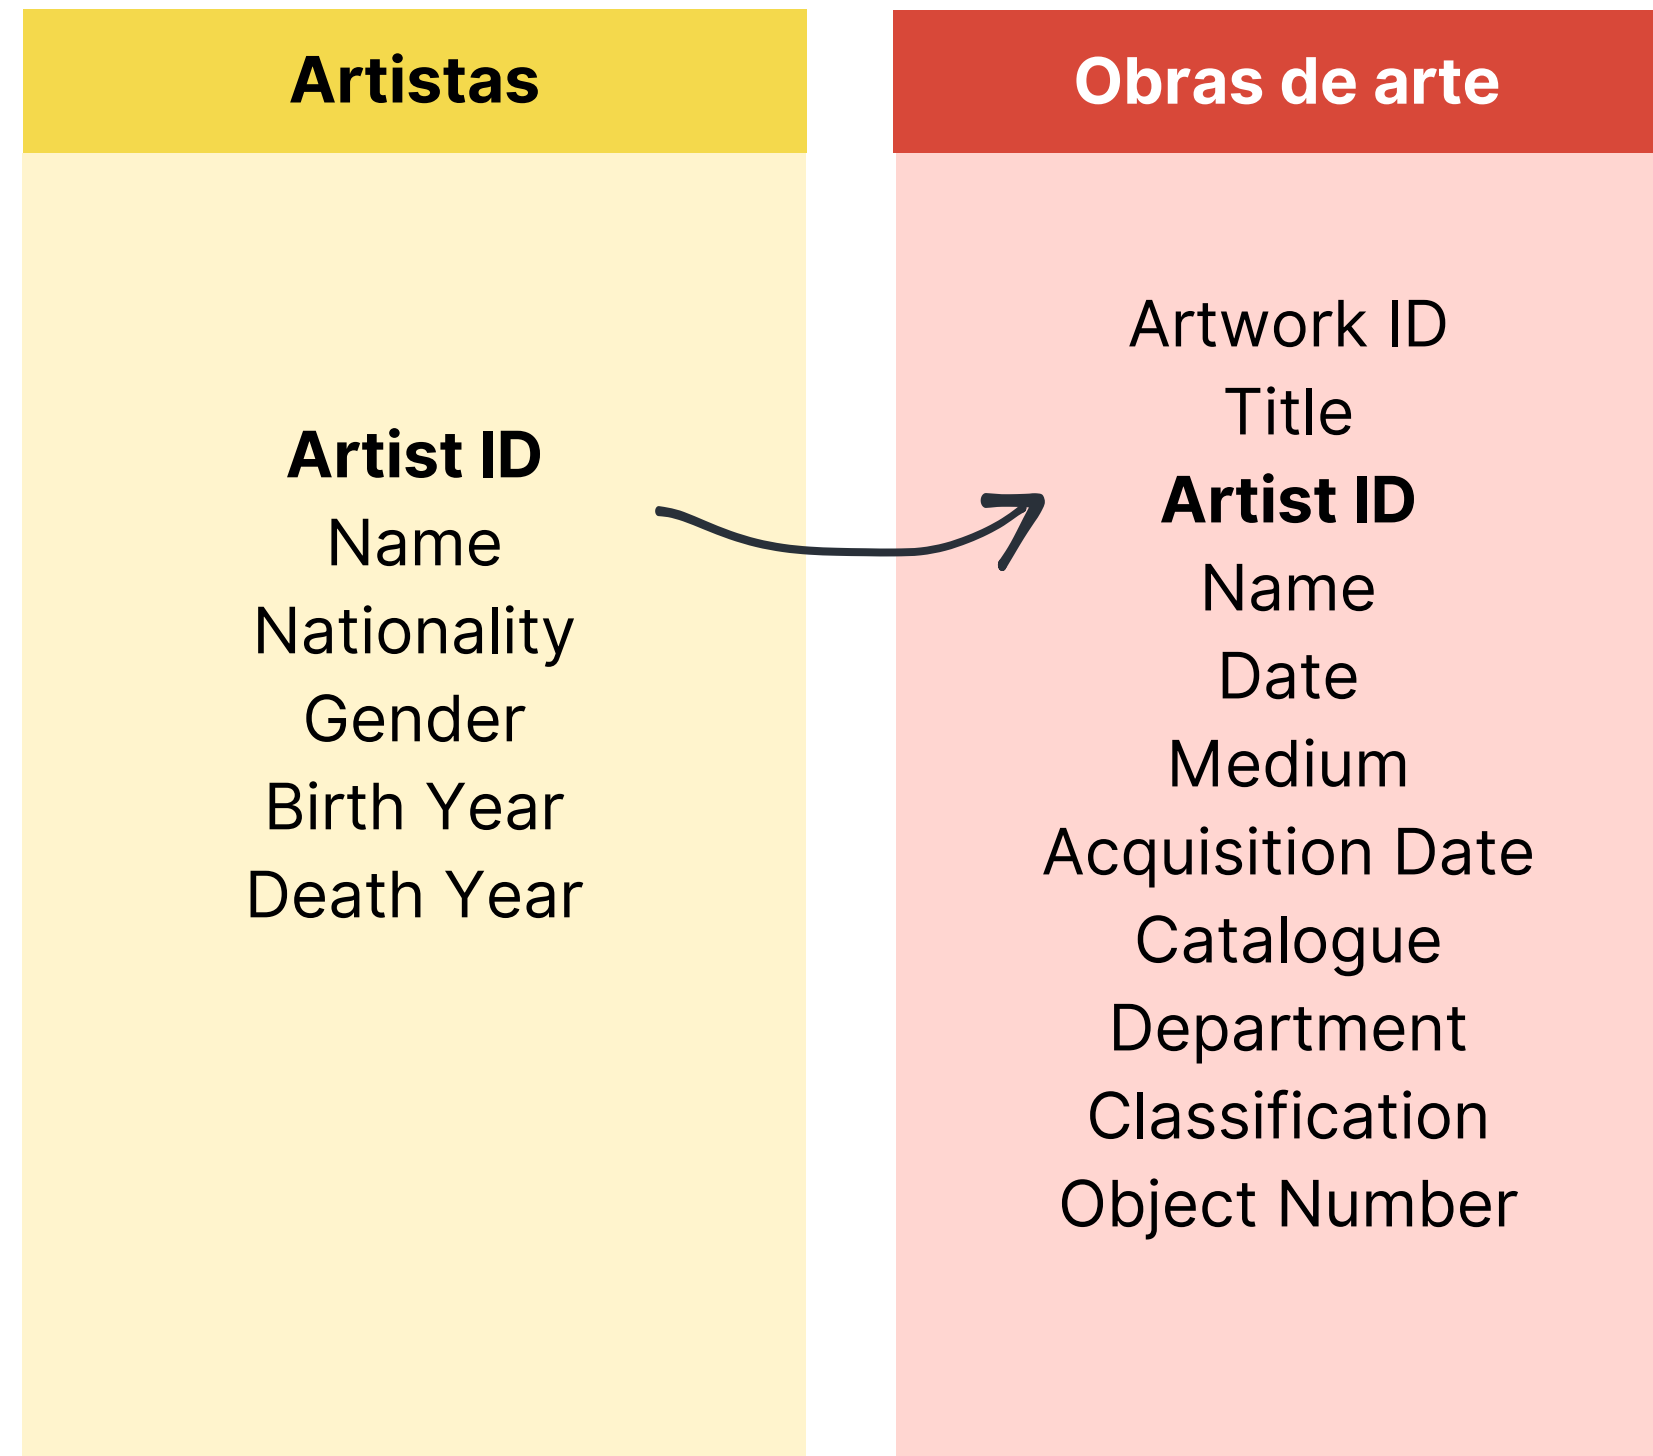 Artistas
Artist ID
Name
Nationality
Gender
Birth Year
Death Year
Obras de arte
Artwork ID
Title
Artist ID
Name
Date
Medium
Acquisition Date
Catalogue
Department
Classification
Object Number